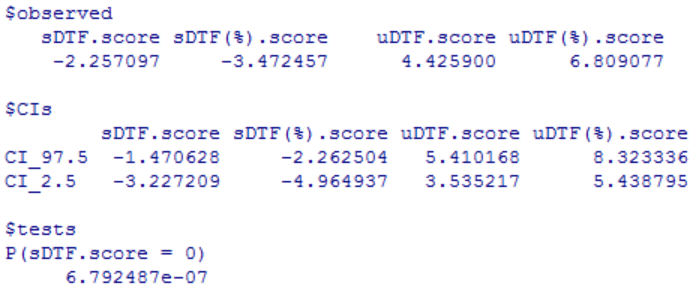 $observed
sDTF.score sDTF(%).score uDTF.score uDTF(%).score
-2.257097 -3.472457 4.425900 6.809077
$CIs
sDTF.score sDTF(%).score uDTF.score uDTF(%).score
CI_97.5 -1.470628 -2.262504 5.410168 8.323336
CI_2.5 -3.227209 -4.964937 3.535217 5.438795
$tests
P(sDTF.score = 0)
6.792487e-07